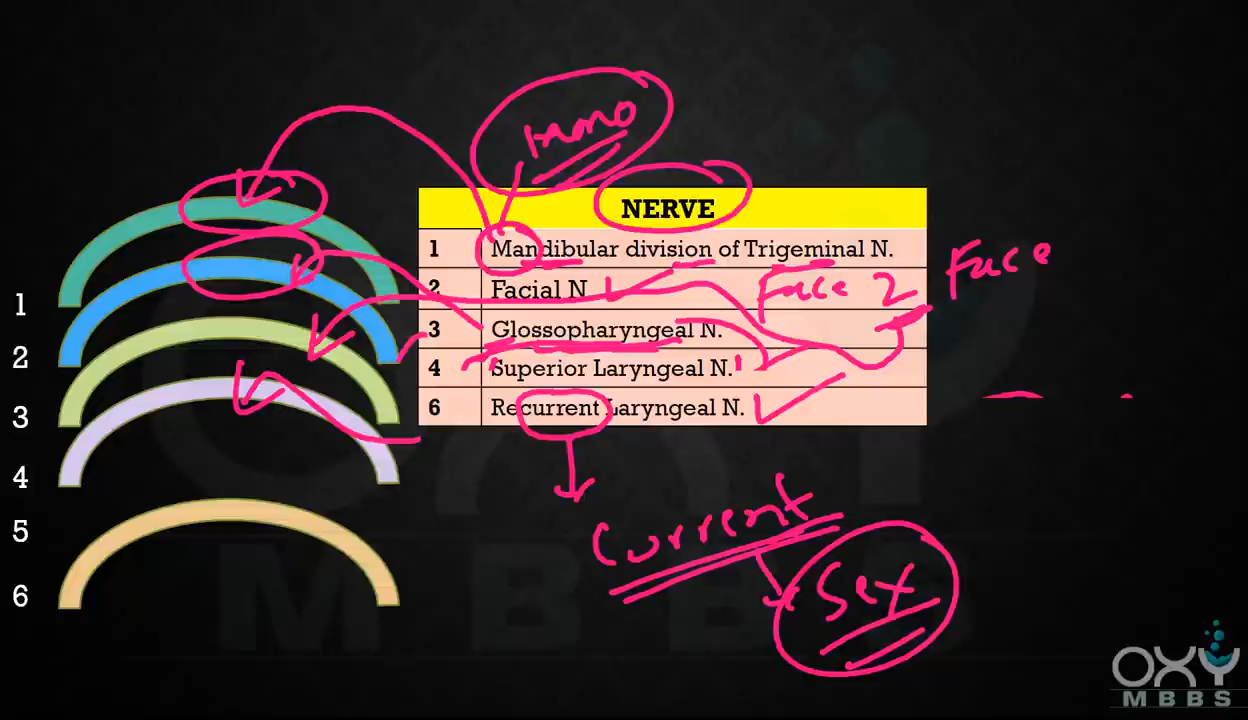 NERVE
1 Mandibular division of Trigeminal N.
2 Facial N
3 Glossopharyngeal N.
4 Superior Laryngeal N.
6 Recurrent Laryngeal N.
1
2
3
4
5
6
Face 2 Face
Current
Sex
MBBS
OXY
MBBS